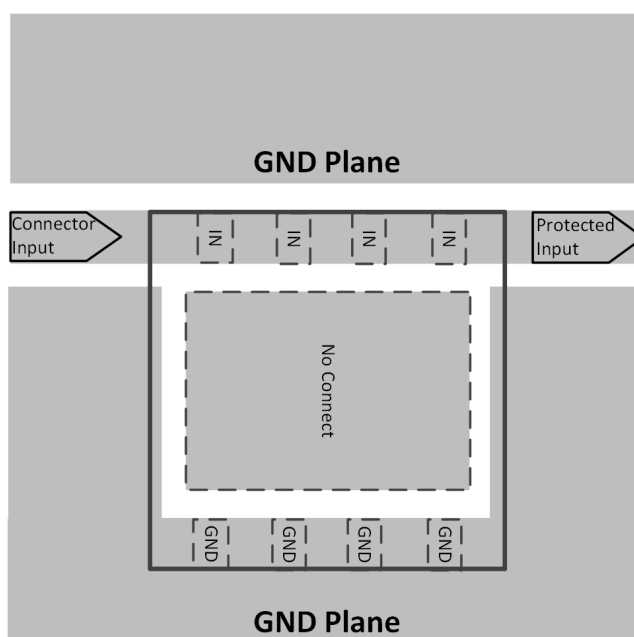 GND Plane
Connector
Input
IN
IN
IN
IN
Protected
Input
No Connect
GND
GND
GND
GND
GND Plane